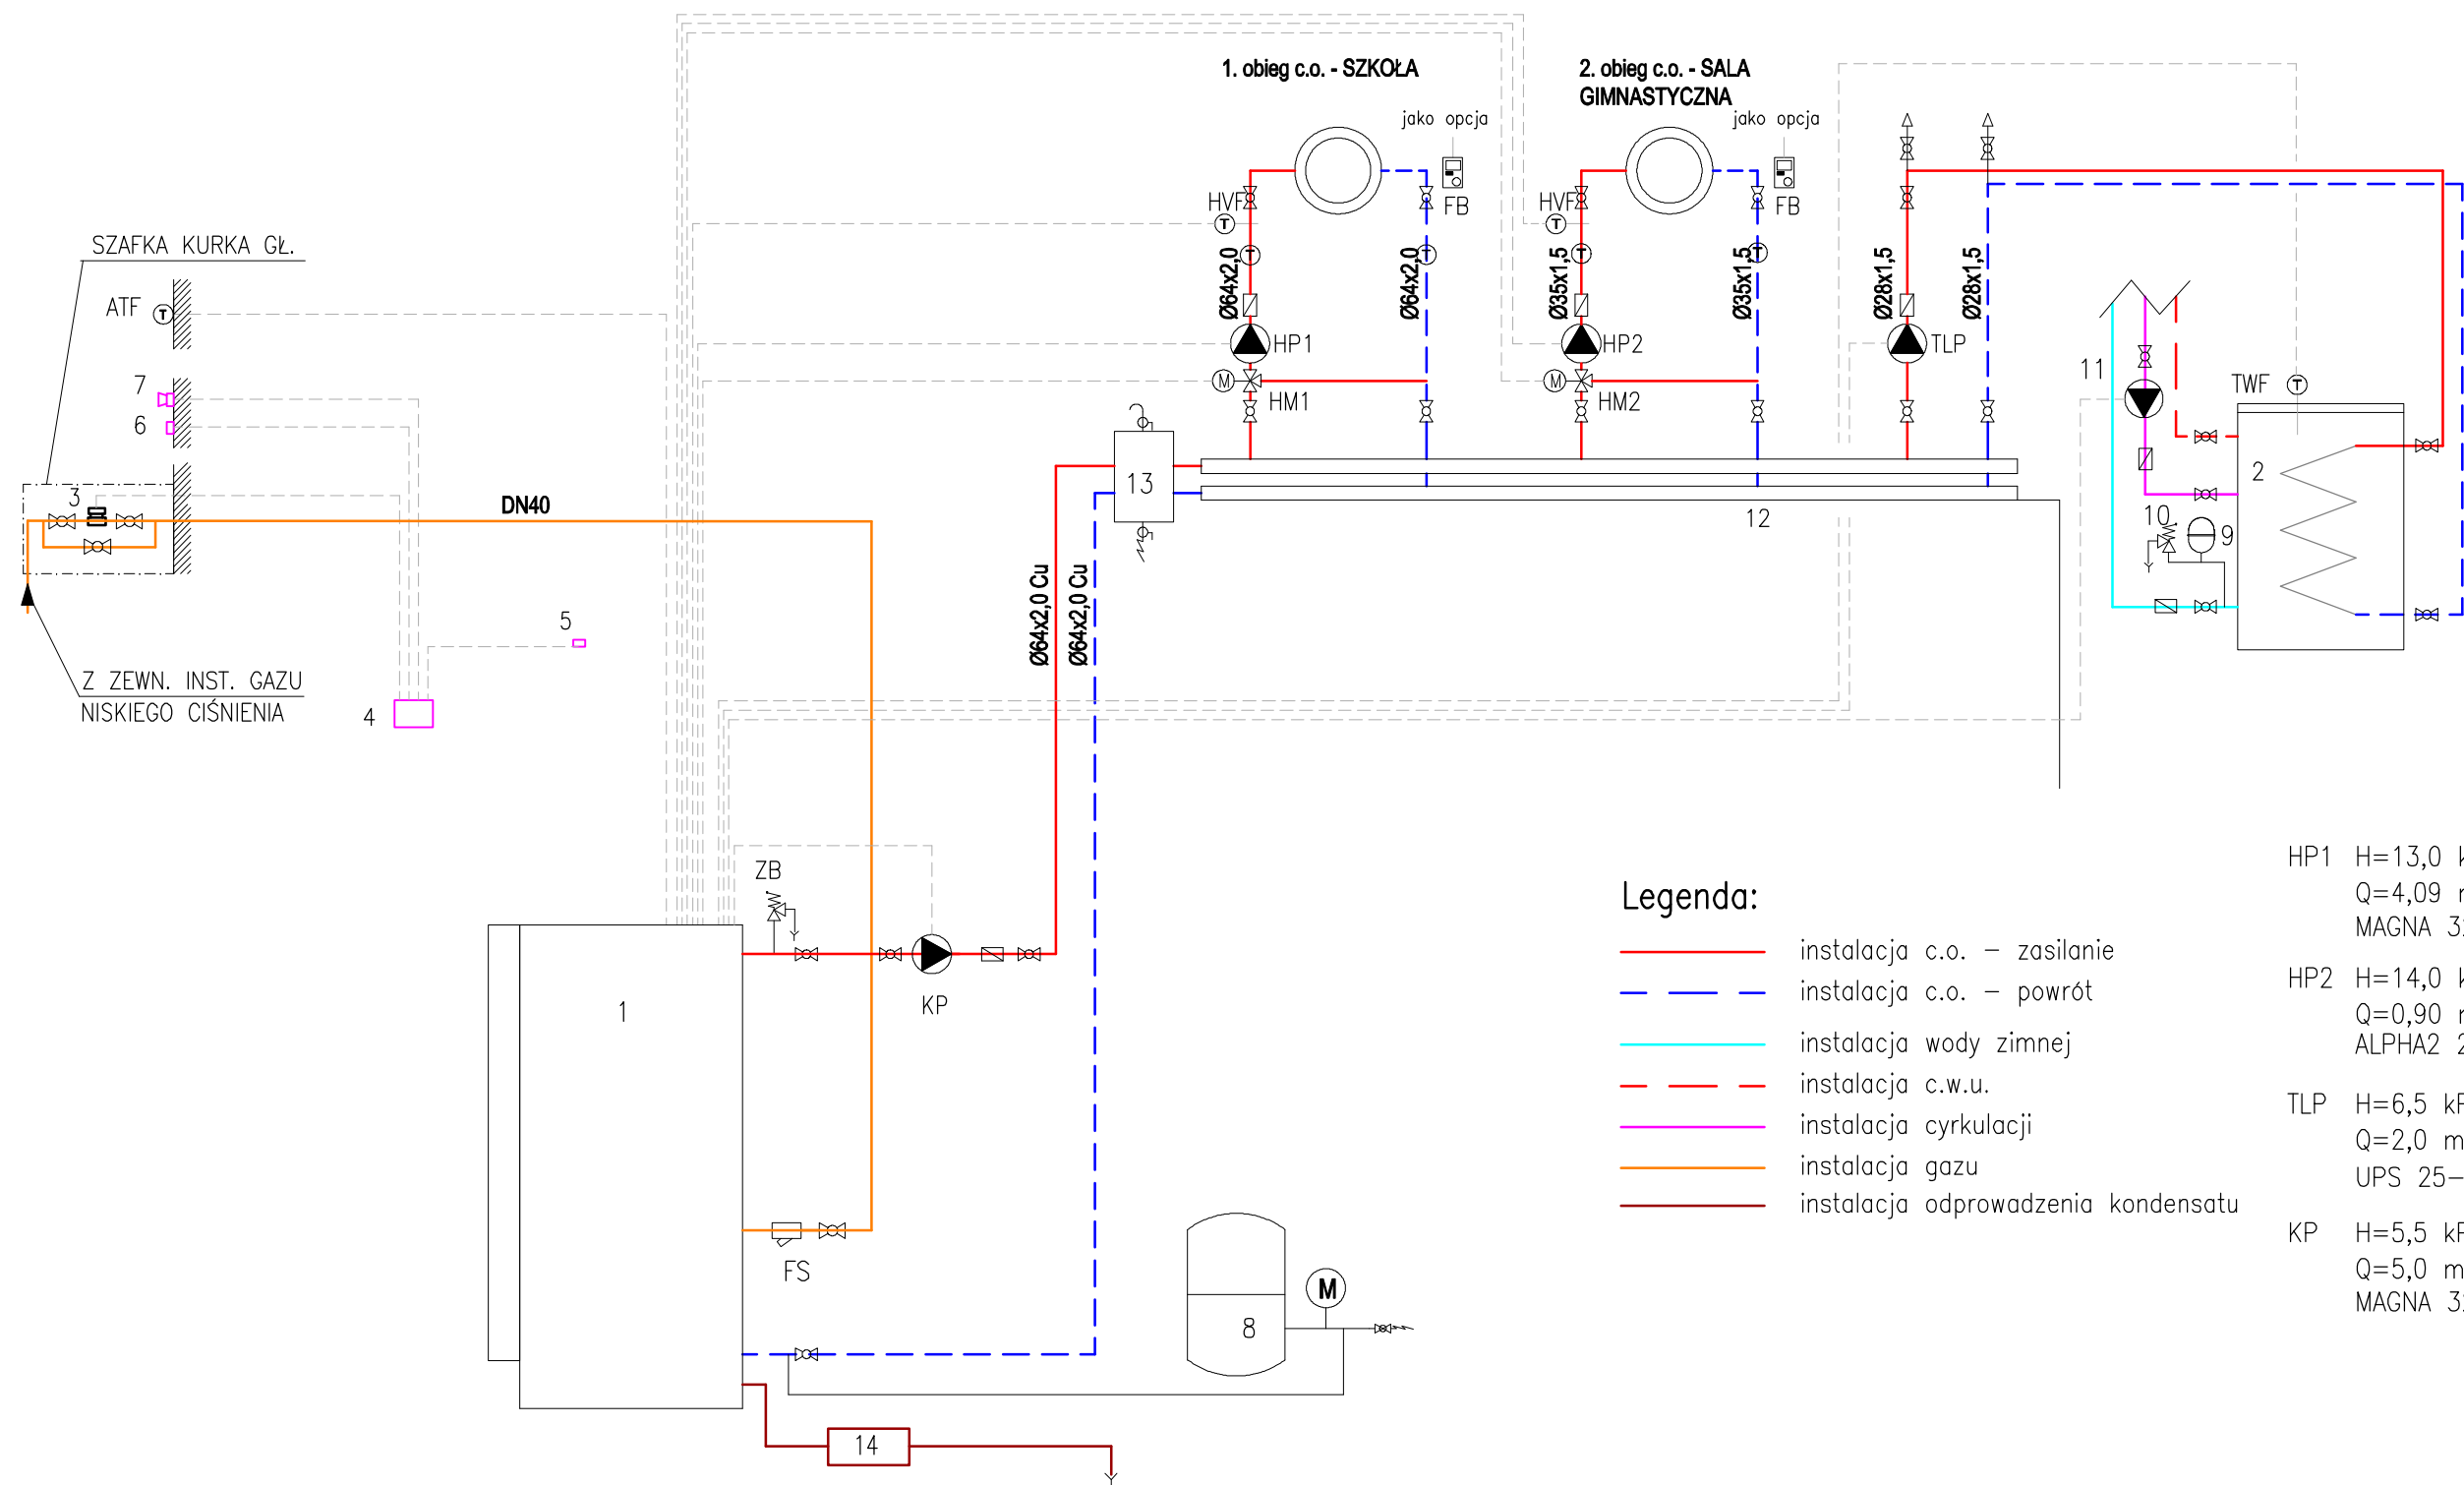 1. obieg c.o. - SZKOŁA
2. obieg c.o. - SALA
GIMNASTYCZNA
jako opcja
jako opcja
HVF
T
FB
HVF
T
FB
SZAFKA KURKA GŁ.
ATF
T
T
T
T
T
Ø64x2,0
Ø64x2,0
Ø35x1,5
Ø35x1,5
Ø28x1,5
Ø28x1,5
HP1
HP2
TLP
7
6
M
HM1
M
HM2
11
TWF
T
3
DN40
13
12
2
10
9
Ø64x2,0 Cu
Ø64x2,0 Cu
5
Z ZEWN. INST. GAZU
NISKIEGO CIŚNIENIA
4
ZB
KP
1
FS
8
M
14
Legenda:
instalacja c.o. – zasilanie
instalacja c.o. – powrót
instalacja wody zimnej
instalacja c.w.u.
instalacja cyrkulacji
instalacja gazu
instalacja odprowadzenia kondensatu
HP1 H=13,0
Q=4,09
MAGNA
HP2 H=14,0
Q=0,90
ALPHA2
TLP H=6,5
Q=2,0
UPS 25–
KP H=5,5
Q=5,0
MAGNA